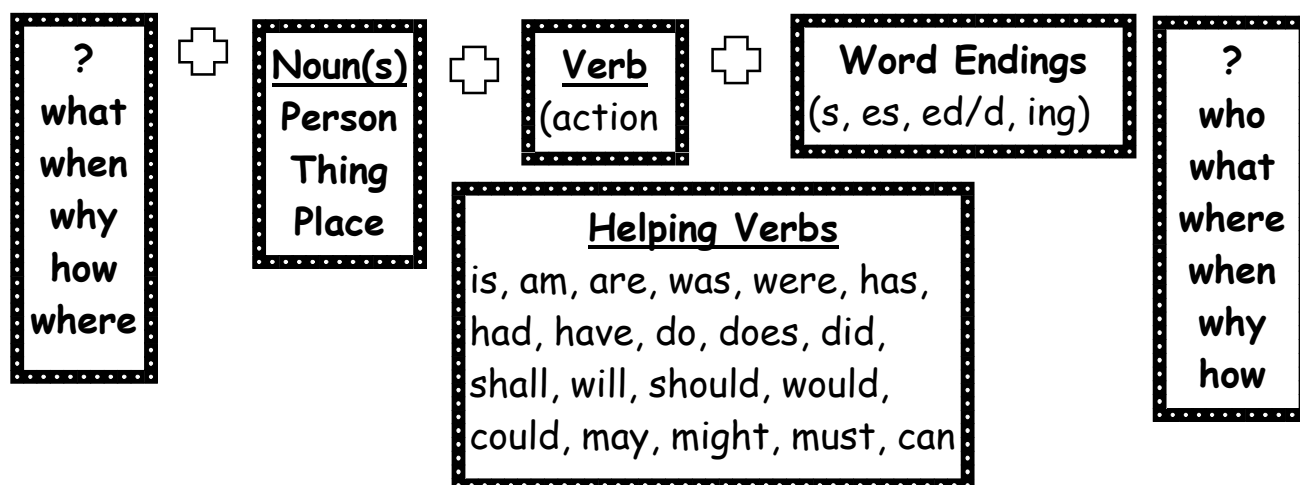 ?
what
when
why
how
where
Noun(s)
Person
Thing
Place
Verb
(action
Word Endings
(s, es, ed/d, ing)
Helping Verbs
is, am, are, was, were, has,
had, have, do, does, did,
shall, will, should, would,
could, may, might, must, can
?
who
what
where
when
why
how